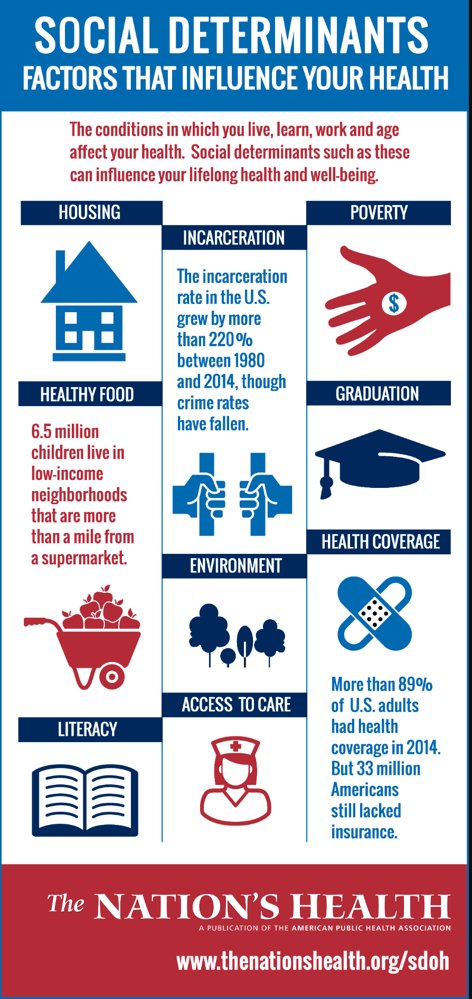 SOCIAL DETERMINANTS
FACTORS THAT INFLUENCE YOUR HEALTH
The conditions in which you live, learn, work and age
affect your health. Social determinants such as these
can influence your lifelong health and well-being.
HOUSING
HEALTHY FOOD
6.5 million
children live in
low-income
neighborhoods
that are more
than a mile from
a supermarket.
LITERACY
INCARCERATION
The incarceration
rate in the U.S.
grew by more
than 220%
between 1980
and 2014, though
crime rates
have fallen.
ENVIRONMENT
ACCESS TO CARE
POVERTY
$
GRADUATION
HEALTH COVERAGE
More than 89%
of U.S. adults
had health
coverage in 2014.
But 33 million
Americans
still lacked
insurance.
The NATION'S HEALTH
A PUBLICATION OF THE AMERICAN PUBLIC HEALTH ASSOCIATION
www.thenationshealth.org/sdoh